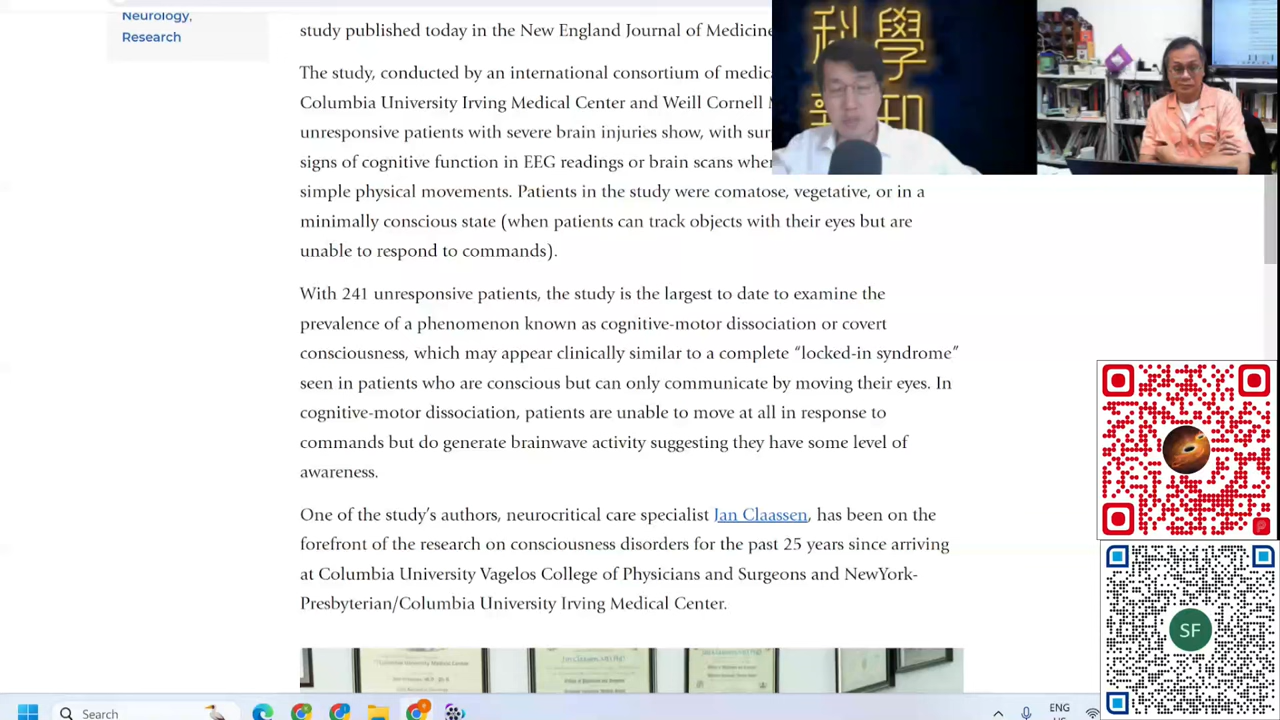 Neurology,
Research
study published today in the New England Journal of Medicine
The study, conducted by an international consortium of
Columbia University Irving Medical Center and Weill Cornell
unresponsive patients with severe brain injuries show, with
signs of cognitive function in EEG readings or brain scans
simple physical movements. Patients in the study were comatose, vegetative, or in a
minimally conscious state (when patients can track objects with their eyes but are
unable to respond to commands).
With 241 unresponsive patients, the study is the largest to date to examine the
prevalence of a phenomenon known as cognitive-motor dissociation or covert
consciousness, which may appear clinically similar to a complete “locked-in syndrome”
seen in patients who are conscious but can only communicate by moving their eyes. In
cognitive-motor dissociation, patients are unable to move at all in response to
commands but do generate brainwave activity suggesting they have some level of
awareness.
One of the study's authors, neurocritical care specialist Jan Claassen, has been on the
forefront of the research on consciousness disorders for the past 25 years since arriving
at Columbia University Vagelos College of Physicians and Surgeons and NewYork-
Presbyterian/Columbia University Irving Medical Center.
科學
知
SF
Search
ENG